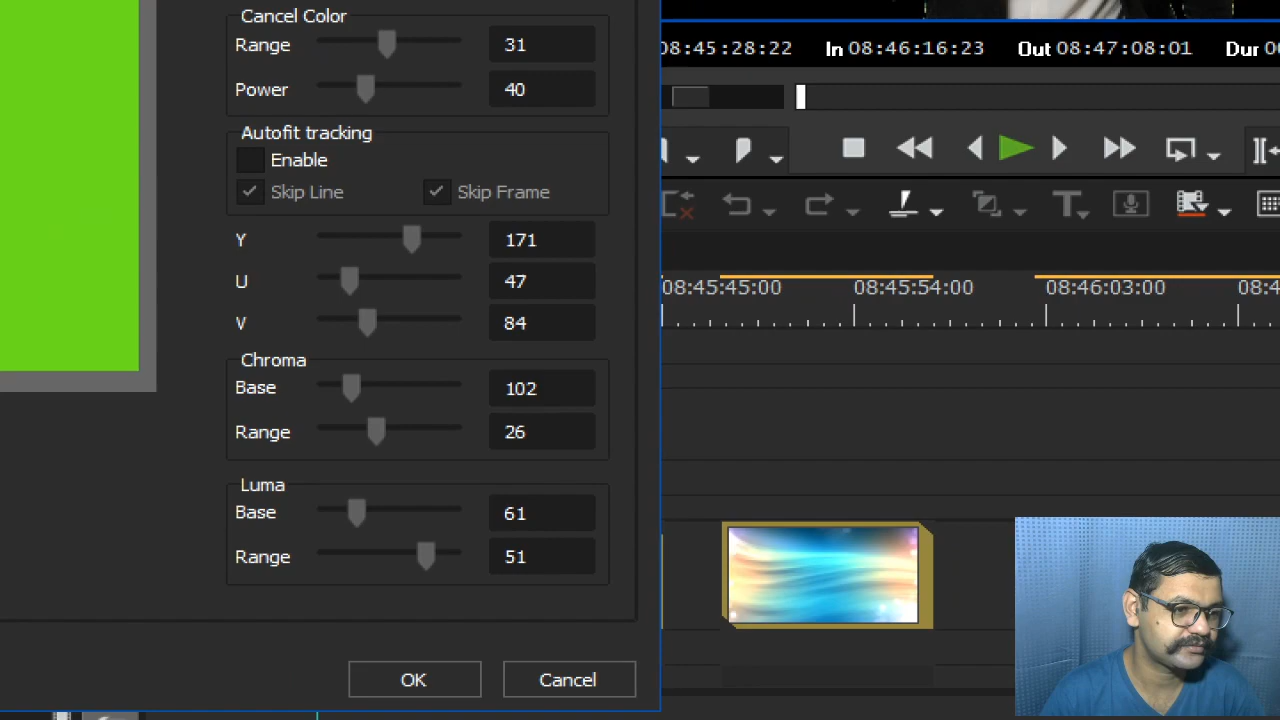 Cancel Color
Range 31
Power 40
Autofit tracking
Enable
Skip Line Skip Frame
Y 171
U 47
V 84
Chroma
Base 102
Range 26
Luma
Base 61
Range 51
OK Cancel
08:45:28:22 In 08:46:16:23 Out 08:47:08:01 Dur
08:45:45:00 08:45:54:00 08:46:03:00